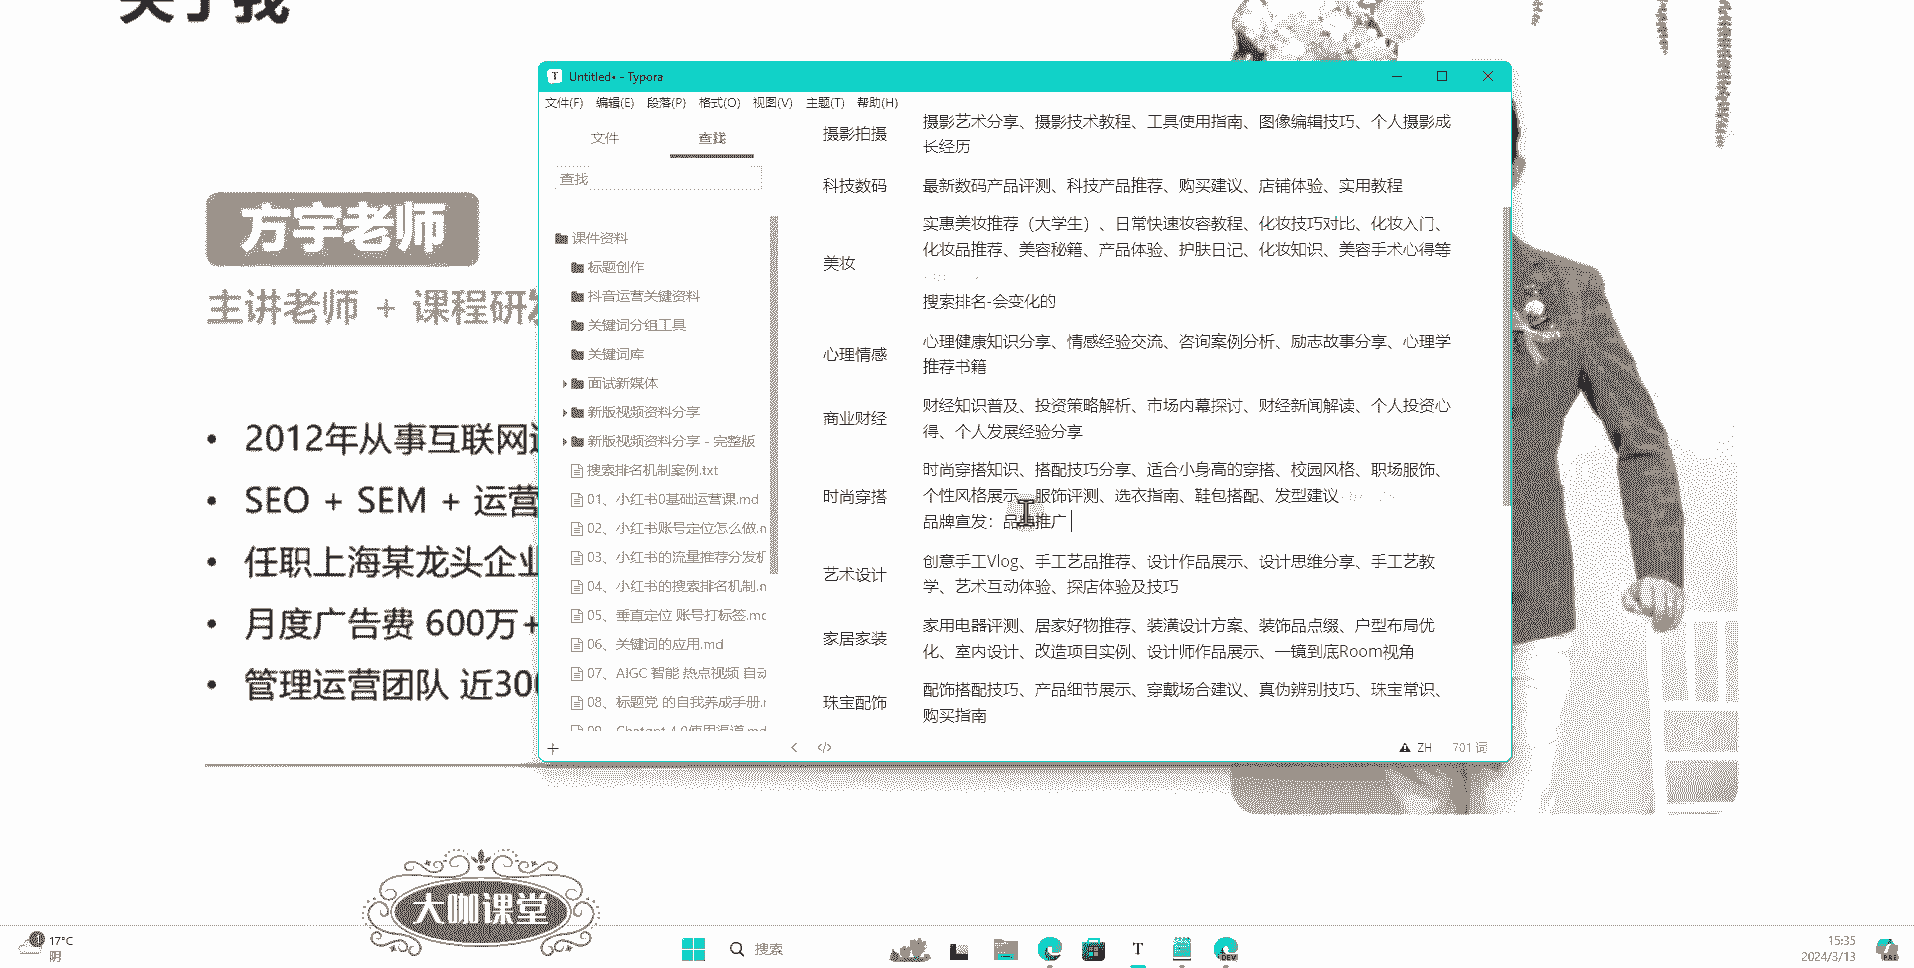 关于我
方宇老师
主讲老师 + 课程研发
2012年从事互联网
SEO + SEM + 运营
任职上海某龙头企业
月度广告费 600万+
管理运营团队 近300
Untitled• - Typora
文件(F) 编辑(E) 段落(P) 格式(O) 视图(V) 主题(T) 帮助(H)
文件 查找
查找
课件资料
标题创作
抖音运营关键资料
关键词分组工具
关键词库
面试新媒体
新版视频资料分享
新版视频资料分享 - 完整版
搜索排名机制案例.txt
01、小红书0基础运营课.md
02、小红书账号定位怎么做.m
03、小红书的流量推荐分发机
04、小红书的搜索排名机制.m
05、垂直定位 账号打标签.md
06、关键词的应用.md
07、AIGC 智能 热点视频 自动
08、标题党 的自我养成手册.m
09、Chatgpt 4.0使用渠道.md
摄影拍摄
摄影艺术分享、摄影技术教程、工具使用指南、图像编辑技巧、个人摄影成
长经历
科技数码
最新数码产品评测、科技产品推荐、购买建议、店铺体验、实用教程
美妆
实惠美妆推荐（大学生）、日常快速妆容教程、化妆技巧对比、化妆入门、
化妆品推荐、美容秘籍、产品体验、护肤日记、化妆知识、美容手术心得等
搜索排名-会变化的
心理情感
心理健康知识分享、情感经验交流、咨询案例分析、励志故事分享、心理学
推荐书籍
商业财经
财经知识普及、投资策略解析、市场内幕探讨、财经新闻解读、个人投资心
得、个人发展经验分享
时尚穿搭
时尚穿搭知识、搭配技巧分享、适合小身高的穿搭、校园风格、职场服饰、
个性风格展示、服饰评测、选衣指南、鞋包搭配、发型建议
品牌宣发：品牌推广
艺术设计
创意手工Vlog、手工艺品推荐、设计作品展示、设计思维分享、手工艺教
学、艺术互动体验、探店体验及技巧
家居家装
家用电器评测、居家好物推荐、装潢设计方案、装饰品点缀、户型布局优
化、室内设计、改造项目实例、设计师作品展示、一镜到底Room视角
珠宝配饰
配饰搭配技巧、产品细节展示、穿戴场合建议、真伪辨别技巧、珠宝常识、
购买指南
ZH 701 词
大咖课堂
17°C
阴
搜索
15:35
2024/3/13